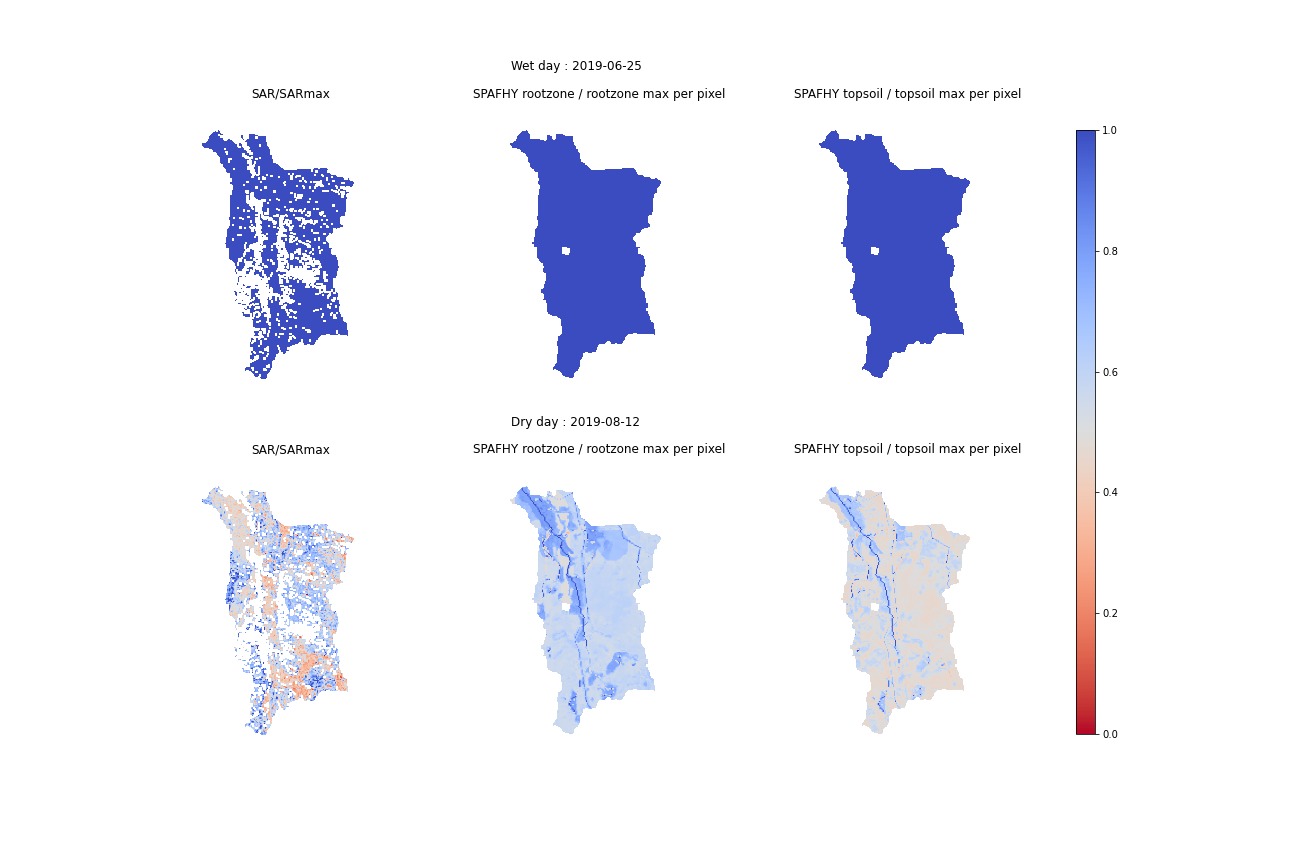 Wet day : 2019-06-25
SAR/SARmax
SPAFHY rootzone / rootzone max per pixel
SPAFHY topsoil / topsoil max per pixel
1.0
0.8
0.6
Dry day : 2019-08-12
SAR/SARmax
SPAFHY rootzone / rootzone max per pixel
SPAFHY topsoil / topsoil max per pixel
0.4
0.2
0.0